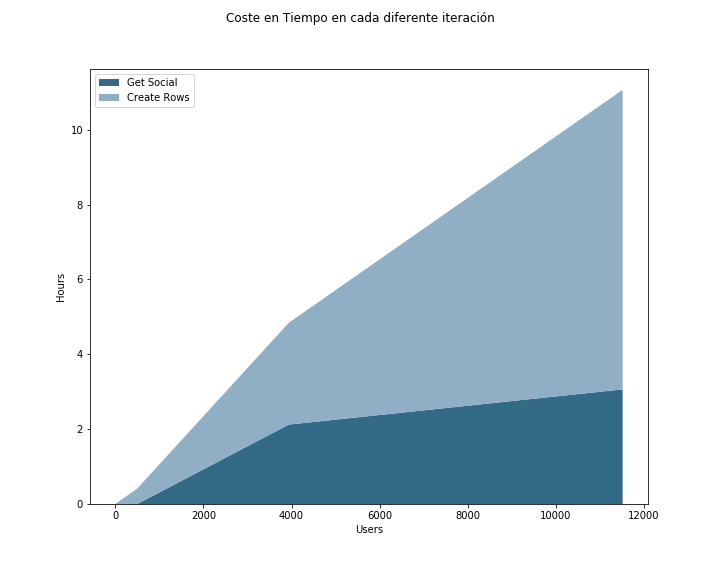 Coste en Tiempo en cada diferente iteración
Get Social
Create Rows
10
8
6
4
2
0
Hours
0 2000 4000 6000 8000 10000 12000
Users